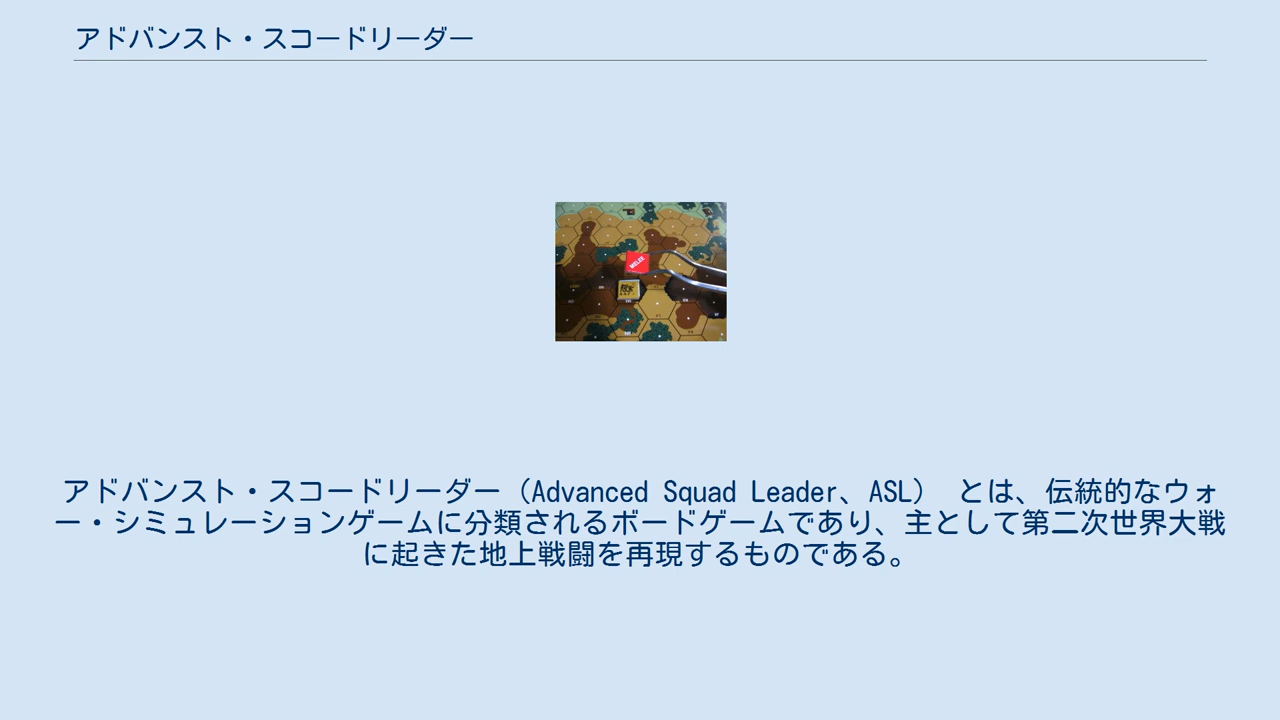 アドバンスト・スコードリーダー
MELEE
アドバンスト・スコードリーダー（Advanced Squad Leader、ASL） とは、伝統的なウォ
ー・シミュレーションゲームに分類されるボードゲームであり、主として第二次世界大戦
に起きた地上戦闘を再現するものである。